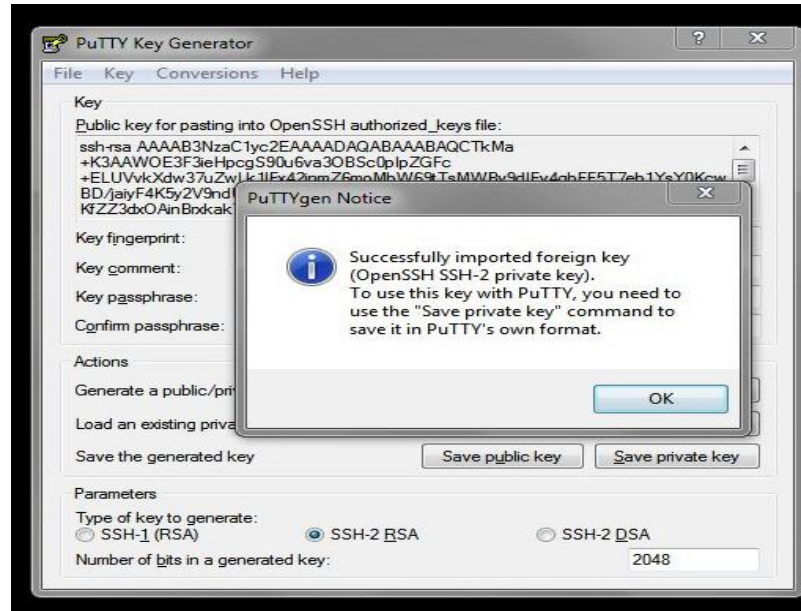 PuTTY Key Generator
File Key Conversions Help
Key
Public key for pasting into OpenSSH authorized_keys file:
ssh-rsa AAAAB3NzaC1yc2EAAAADAQABAAABAQCTkMa
+K3AAWOE3F3ieHpcgS90u6va3OBSc0plpZGFc
PuTTYgen Notice
Key fingerprint:
Successfully imported foreign key
(OpenSSH SSH-2 private key).
To use this key with PuTTY, you need to
use the "Save private key" command to
save it in PuTTY's own format.
Key comment:
Key passphrase:
Confirm passphrase:
OK
Actions
Generate a public/pri
Load an existing priva
Save the generated key
Save public key
Save private key
Parameters
Type of key to generate:
SSH-1 (RSA)
SSH-2 RSA
SSH-2 DSA
Number of bits in a generated key:
2048